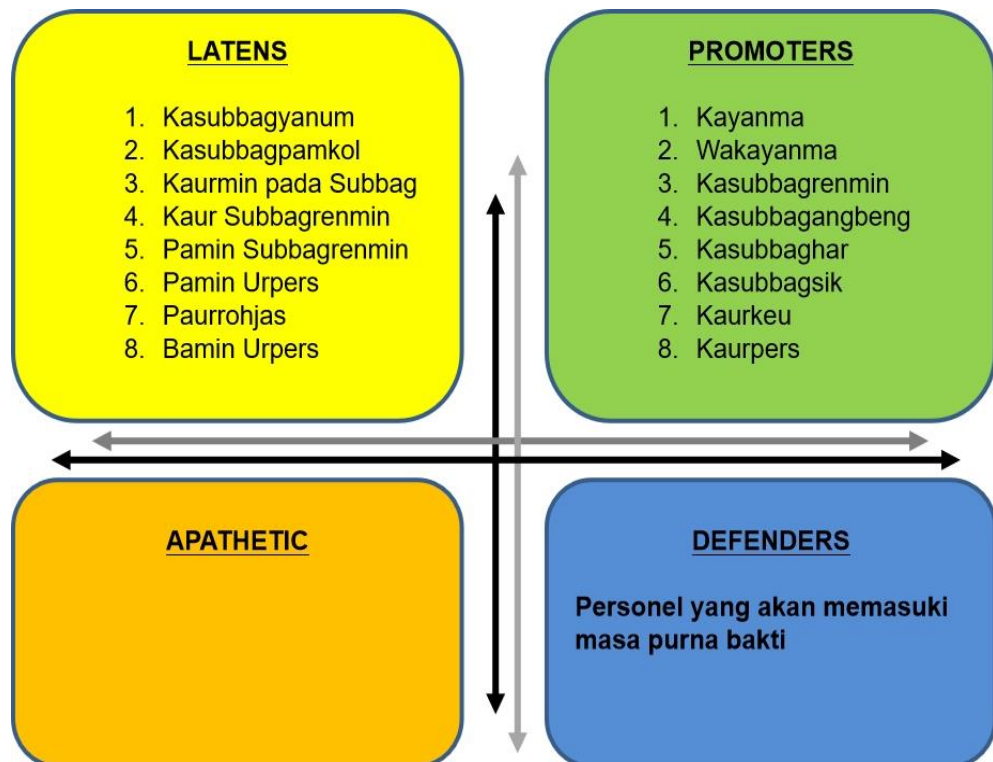 LATENS
1. Kasubbagyanum
2. Kasubbagpamkol
3. Kaurmin pada Subbag
4. Kaur Subbagrenmin
5. Pamin Subbagrenmin
6. Pamin Urpers
7. Paurrohjas
8. Bamin Urpers
PROMOTERS
1. Kayanma
2. Wakayanma
3. Kasubbagrenmin
4. Kasubbagangbeng
5. Kasubbaghar
6. Kasubbagsik
7. Kaurkeu
8. Kaurpers
APATHETIC
DEFENDERS
Personel yang akan memasuki
masa purna bakti